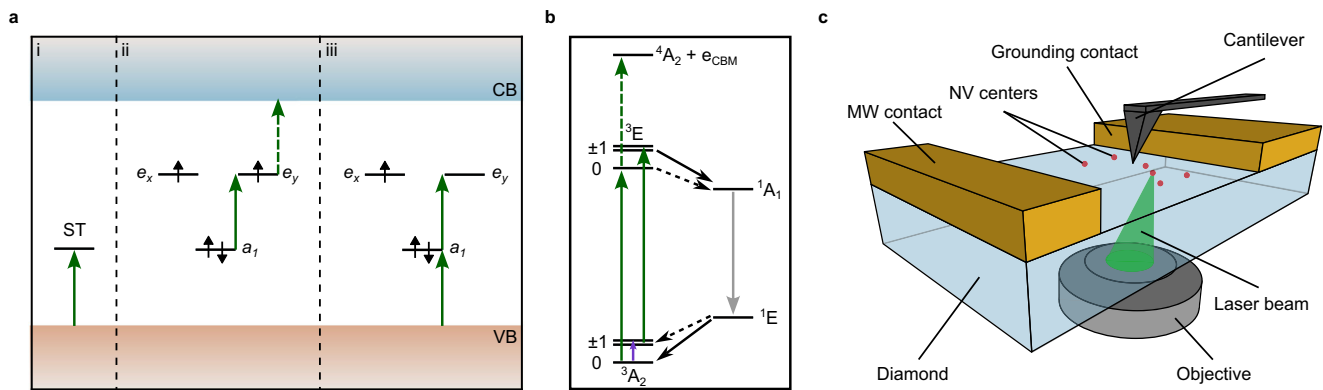 a
i
ii
iii
CB
e_x
e_y
e_x
e_y
ST
a_1
a_1
VB
b
⁴A₂ + e_CBM
³E
±1
0
¹A₁
¹E
±1
0
³A₂
c
Cantilever
Grounding contact
NV centers
MW contact
Laser beam
Diamond
Objective